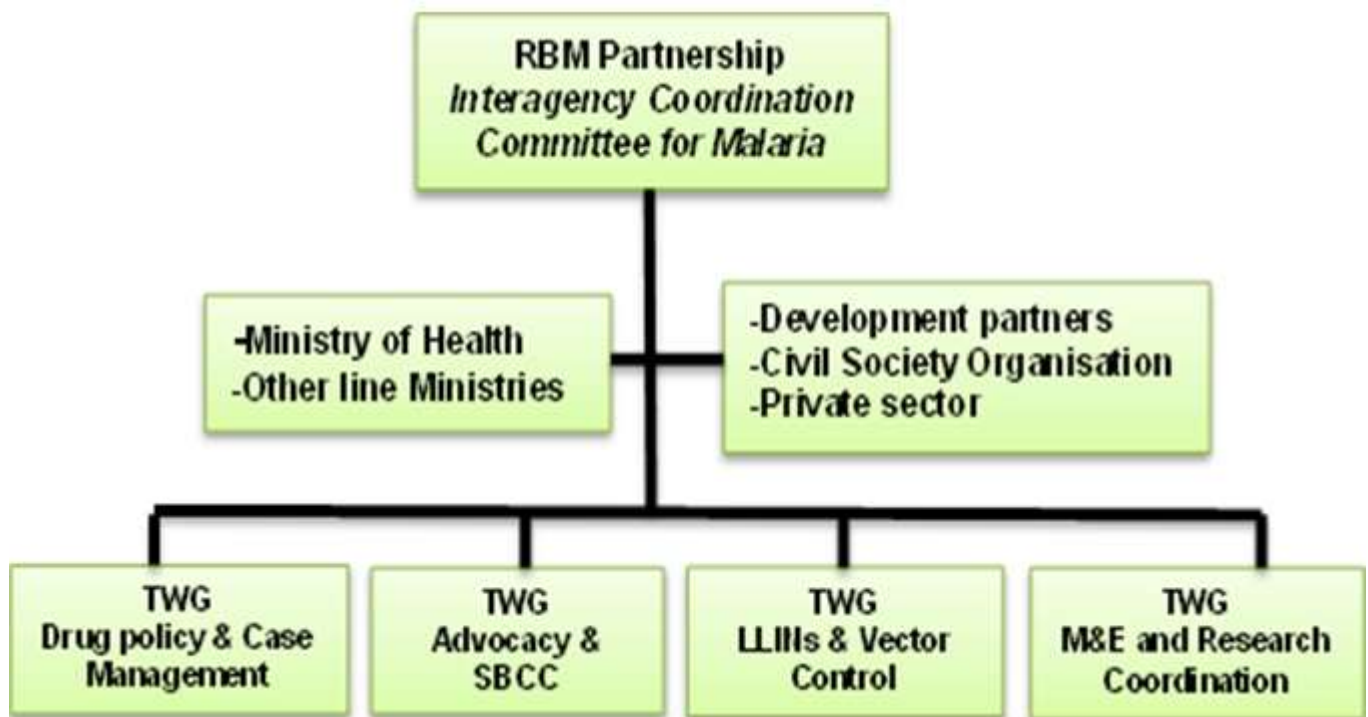 RBM Partnership
Interagency Coordination
Committee for Malaria
-Ministry of Health
-Other line Ministries
-Development partners
-Civil Society Organisation
-Private sector
TWG
Drug policy & Case
Management
TWG
Advocacy &
SBCC
TWG
LLINs & Vector
Control
TWG
M&E and Research
Coordination